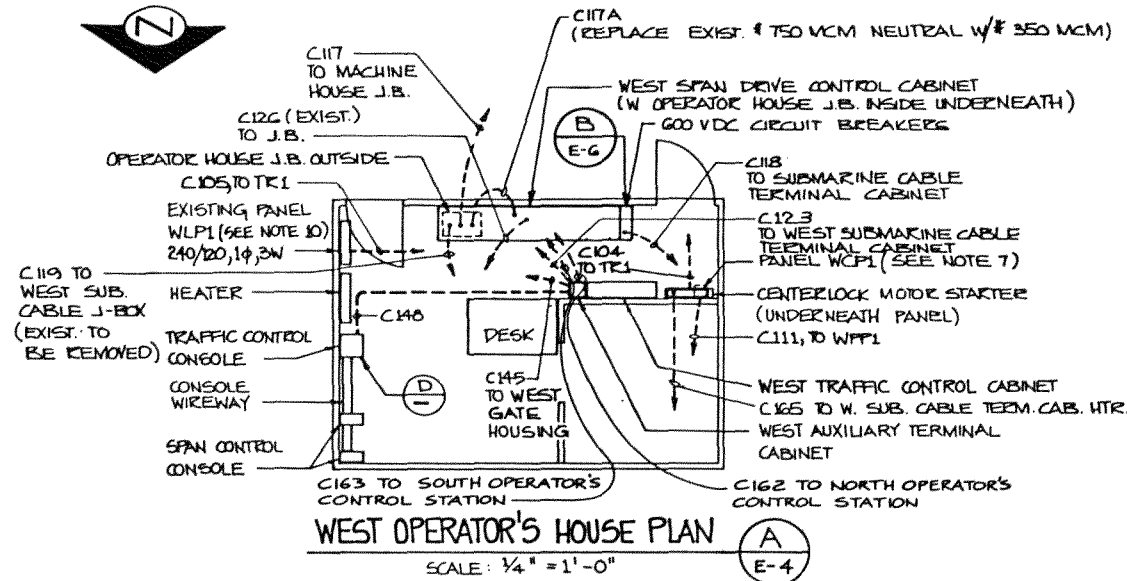 N
C117A
(REPLACE EXIST. # 750 MCM NEUTRAL W/# 350 MCM)
C117
TO MACHINE
HOUSE J.B.
WEST SPAN DRIVE CONTROL CABINET
(W OPERATOR HOUSE J.B. INSIDE UNDERNEATH)
C126 (EXIST.)
TO J.B.
B
E-6
600 VDC CIRCUIT BREAKERS
OPERATOR HOUSE J.B. OUTSIDE
C105, TO TR1
C118
TO SUBMARINE CABLE
TERMINAL CABINET
EXISTING PANEL
WLP1 (SEE NOTE 10)
240/120, 1φ, 3W
C123
TO WEST SUBMARINE CABLE
TERMINAL CABINET
C104
TO TR1
PANEL WCP1 (SEE NOTE 7)
C119 TO
WEST SUB.
CABLE J-BOX
(EXIST. TO
BE REMOVED)
HEATER
C148
CENTERLOCK MOTOR STARTER
(UNDERNEATH PANEL)
DESK
C111, TO WPP1
TRAFFIC CONTROL
CONSOLE
D
—
CONSOLE
WIREWAY
C145
TO WEST
GATE
HOUSING
WEST TRAFFIC CONTROL CABINET
C165 TO W. SUB. CABLE TERM. CAB. HTR.
WEST AUXILIARY TERMINAL
CABINET
SPAN CONTROL
CONSOLE
C163 TO SOUTH OPERATOR'S
CONTROL STATION
C162 TO NORTH OPERATOR'S
CONTROL STATION
WEST OPERATOR'S HOUSE PLAN
A
E-4
SCALE: 1/4" = 1'-0"